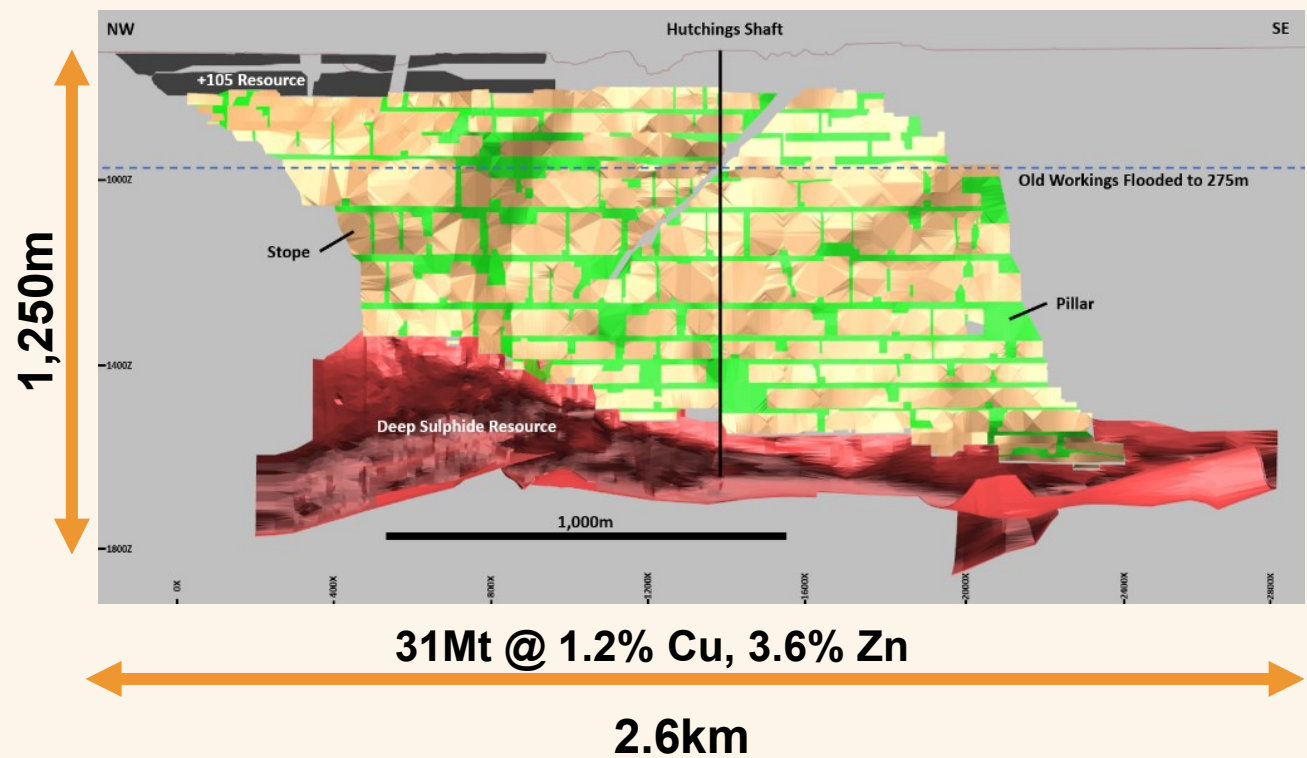 NW
Hutchings Shaft
SE
+105 Resource
1000Z
Old Workings Flooded to 275m
Stope
Pillar
1,250m
1400Z
Deep Sulphide Resource
1,000m
1800Z
0X
400X
800X
1200X
1600X
2000X
2400X
2800X
31Mt @ 1.2% Cu, 3.6% Zn
2.6km